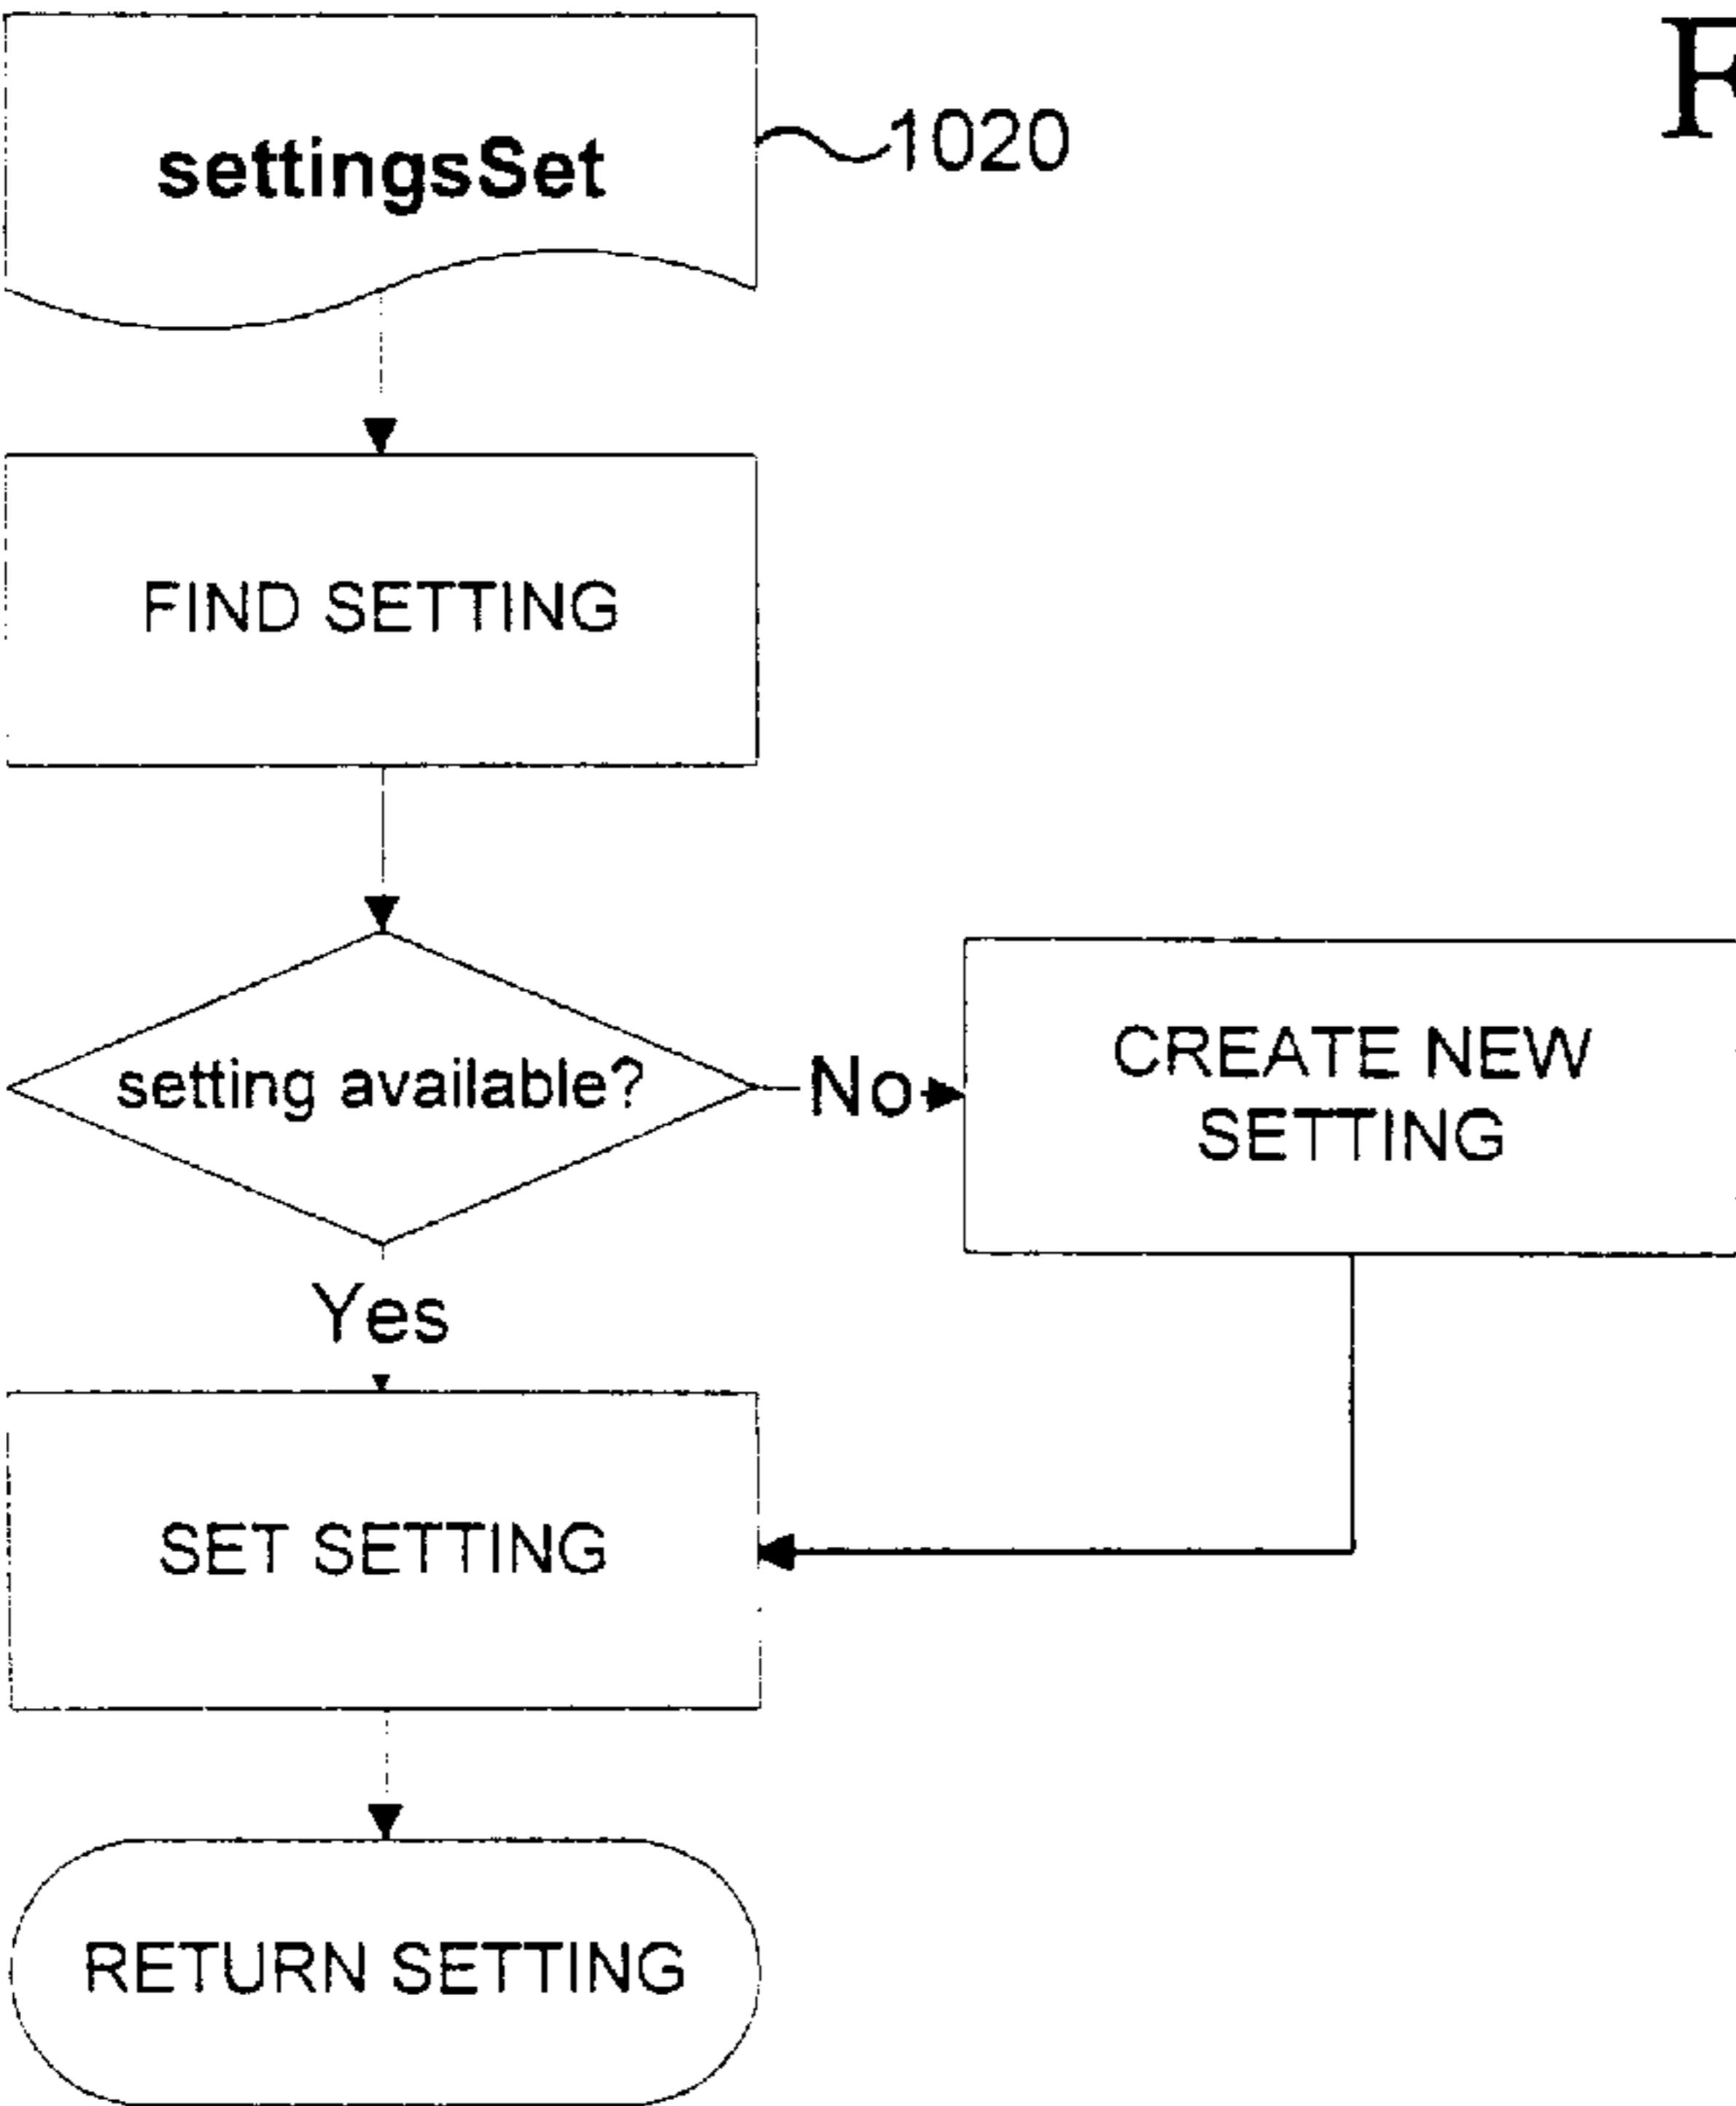 settingsSet
1020
FIND SETTING
setting available?
No
CREATE NEW
SETTING
Yes
SET SETTING
RETURN SETTING